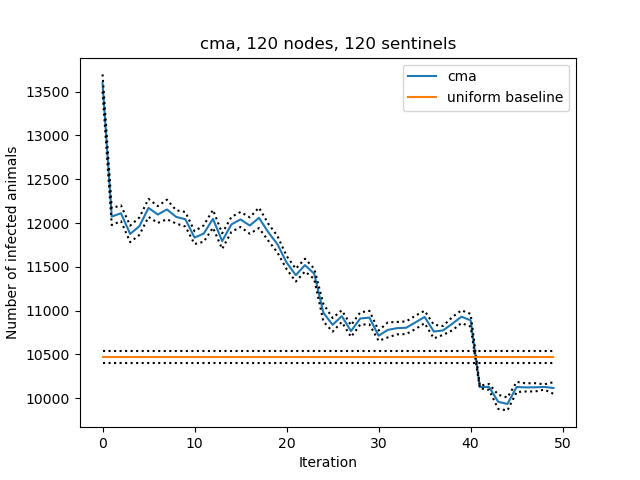 cma, 120 nodes, 120 sentinels
cma
uniform baseline
Number of infected animals
13500
13000
12500
12000
11500
11000
10500
10000
0 10 20 30 40 50
Iteration